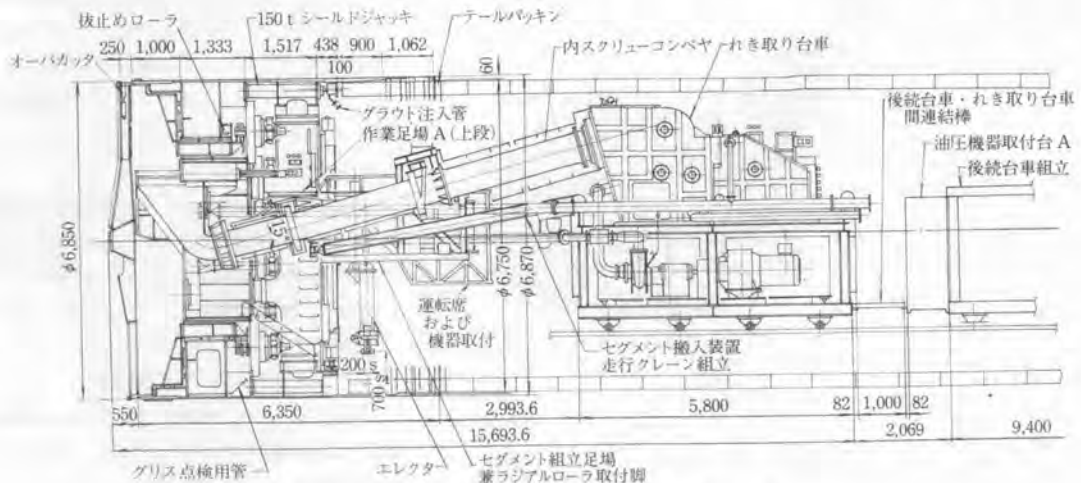 抜止めローラ
150tシールドジャッキ
テールパッキン
250 1,000 1,333 1,517 438 900 1,062
100
60
内スクリューコンベヤ
れき取り台車
オーバカッタ
グラウト注入管
作業足場A(上段)
後続台車・れき取り台車
間連結棒
油圧機器取付台A
後続台車組立
φ6,850
φ6,750
φ6,870
運転席
および
機器取付
セグメント搬入装置
走行クレーン組立
200s
700s
550 6,350 2,993.6 5,800 82 1,000 82
15,693.6 2,069 9,400
グリス点検用管
エレクター
セグメント組立足場
兼ラジアルローラ取付脚